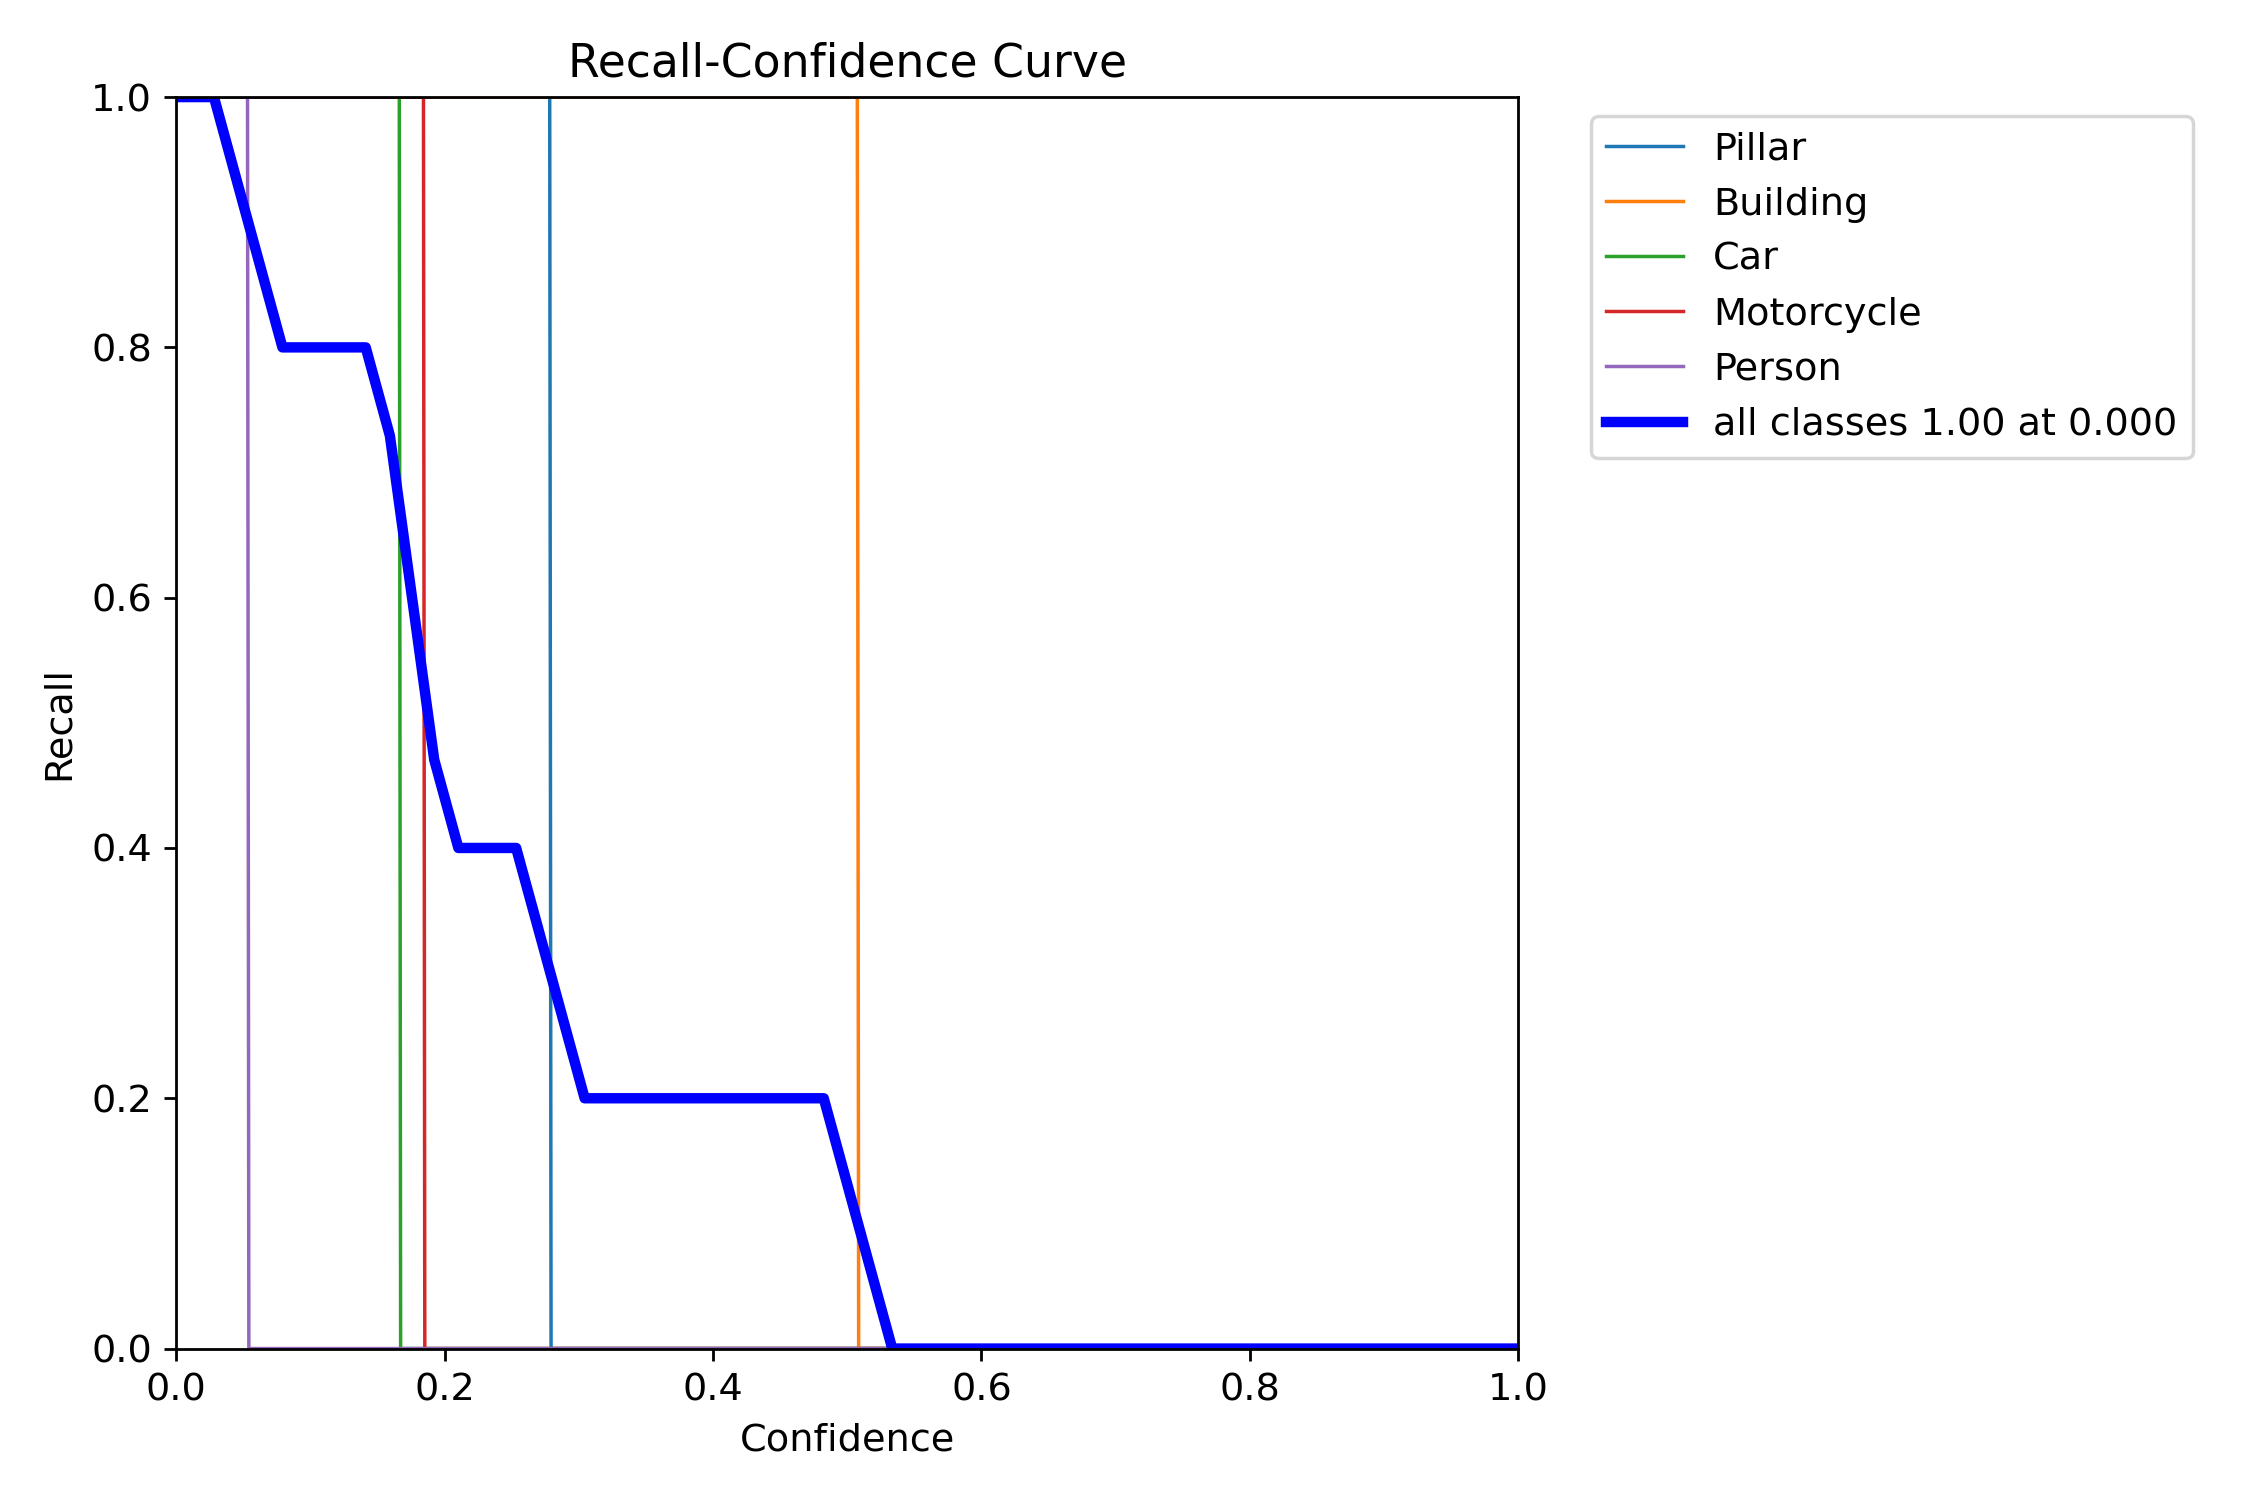 Recall-Confidence Curve
1.0
0.8
0.6
0.4
0.2
0.0
Recall
0.0 0.2 0.4 0.6 0.8 1.0
Confidence
Pillar
Building
Car
Motorcycle
Person
all classes 1.00 at 0.000